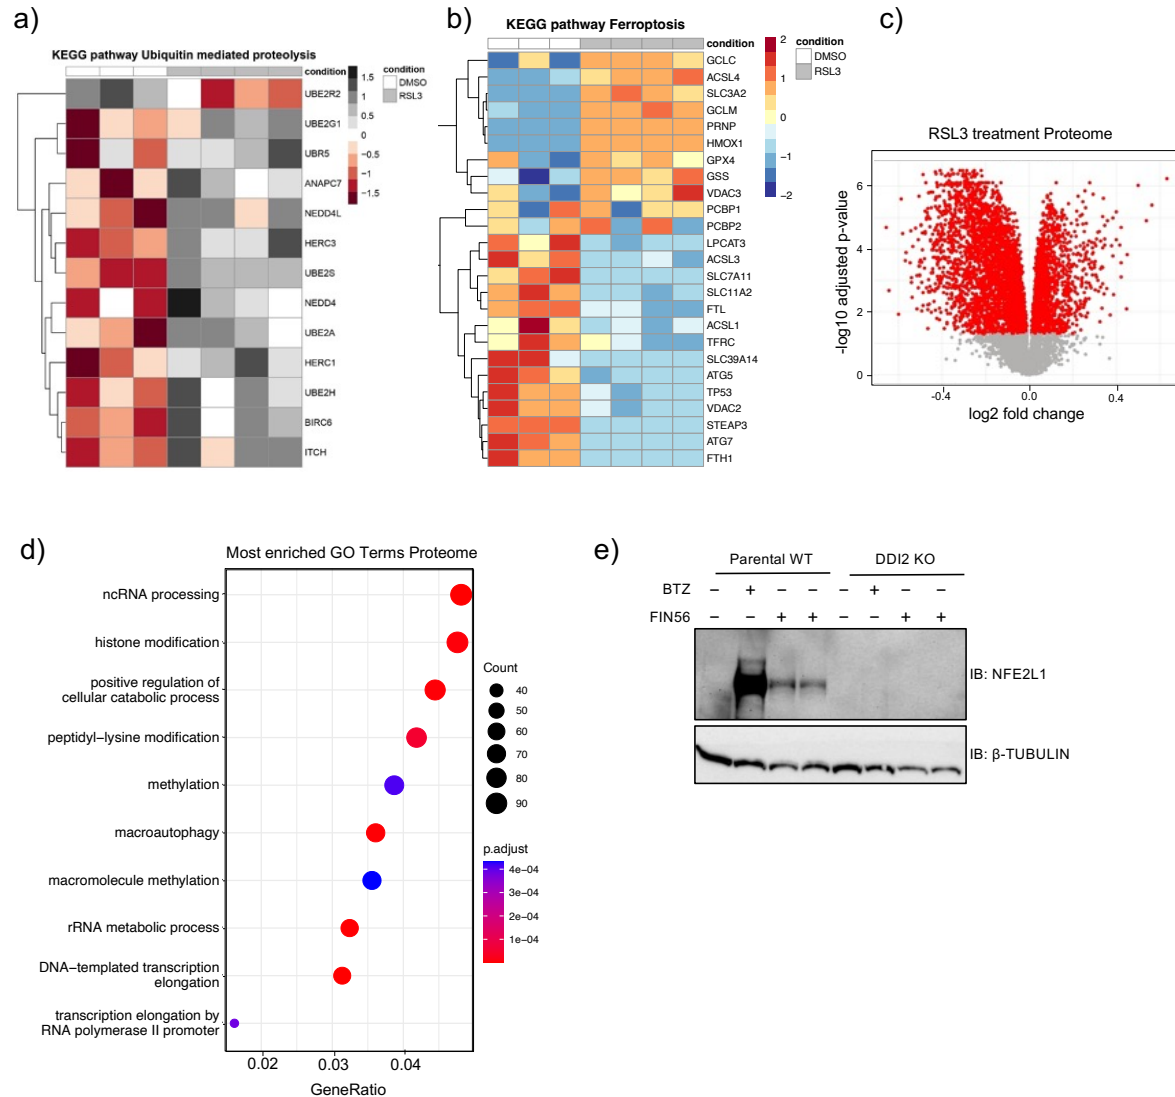 a)
KEGG pathway Ubiquitin mediated proteolysis
condition
UBE2R2
UBE2G1
UBR5
ANAPC7
NEDD4L
HERC3
UBE2S
NEDD4
UBE2A
HERC1
UBE2H
BIRC6
ITCH
1.5
1
0.5
0
−0.5
−1
−1.5
condition
DMSO
RSL3
b)
KEGG pathway Ferroptosis
condition
GCLC
ACSL4
SLC3A2
GCLM
PRNP
HMOX1
GPX4
GSS
VDAC3
PCBP1
PCBP2
LPCAT3
ACSL3
SLC7A11
SLC11A2
FTL
ACSL1
TFRC
SLC39A14
ATG5
TP53
VDAC2
STEAP3
ATG7
FTH1
2
1
0
−1
−2
condition
DMSO
RSL3
c)
RSL3 treatment Proteome
-log10 adjusted p-value
6
4
2
0
-0.4
0.0
0.4
log2 fold change
d)
Most enriched GO Terms Proteome
ncRNA processing
histone modification
positive regulation of
cellular catabolic process
peptidyl−lysine modification
methylation
macroautophagy
macromolecule methylation
rRNA metabolic process
DNA−templated transcription
elongation
transcription elongation by
RNA polymerase II promoter
0.02
0.03
0.04
GeneRatio
Count
40
50
60
70
80
90
p.adjust
4e−04
2e−04
1e−04
e)
Parental WT
DDI2 KO
BTZ − + − − − + − −
FIN56 − − + + − − + +
IB: NFE2L1
IB: β-TUBULIN